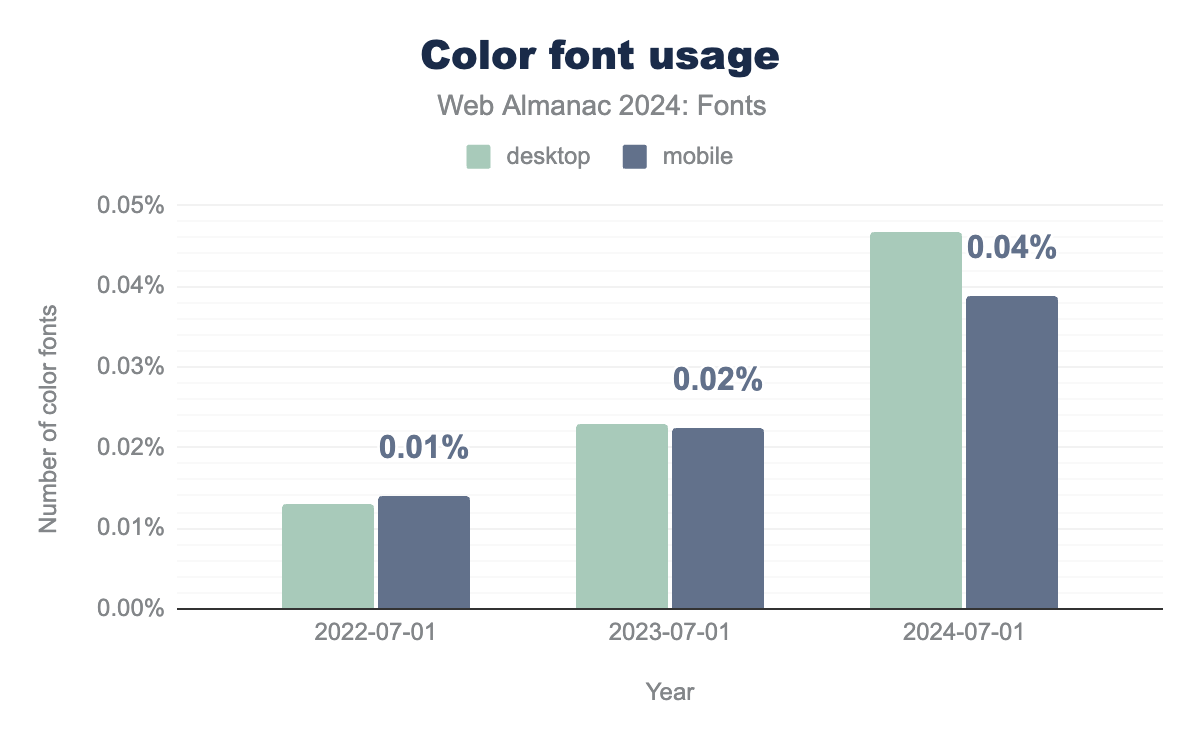 Color font usage
Web Almanac 2024: Fonts
desktop
mobile
0.05%
0.04%
0.03%
0.02%
0.01%
0.00%
Number of color fonts
0.01%
0.02%
0.04%
2022-07-01
2023-07-01
2024-07-01
Year